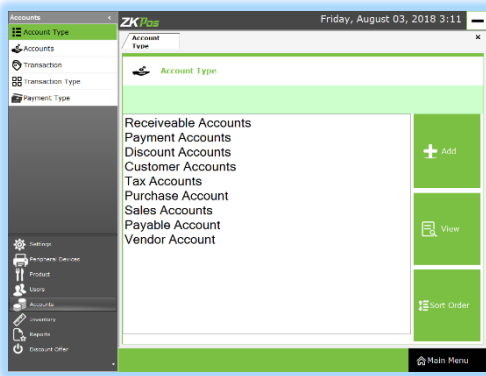 Accounts
Account Type
Accounts
Transaction
Transaction Type
Payment Type
Settings
Peripheral Devices
Product
Users
Accounts
Inventory
Reports
Discount Offer
ZKPos
Friday, August 03, 2018 3:11
Account
Type
Account Type
Receiveable Accounts
Payment Accounts
Discount Accounts
Customer Accounts
Tax Accounts
Purchase Account
Sales Accounts
Payable Account
Vendor Account
Add
View
Sort Order
Main Menu